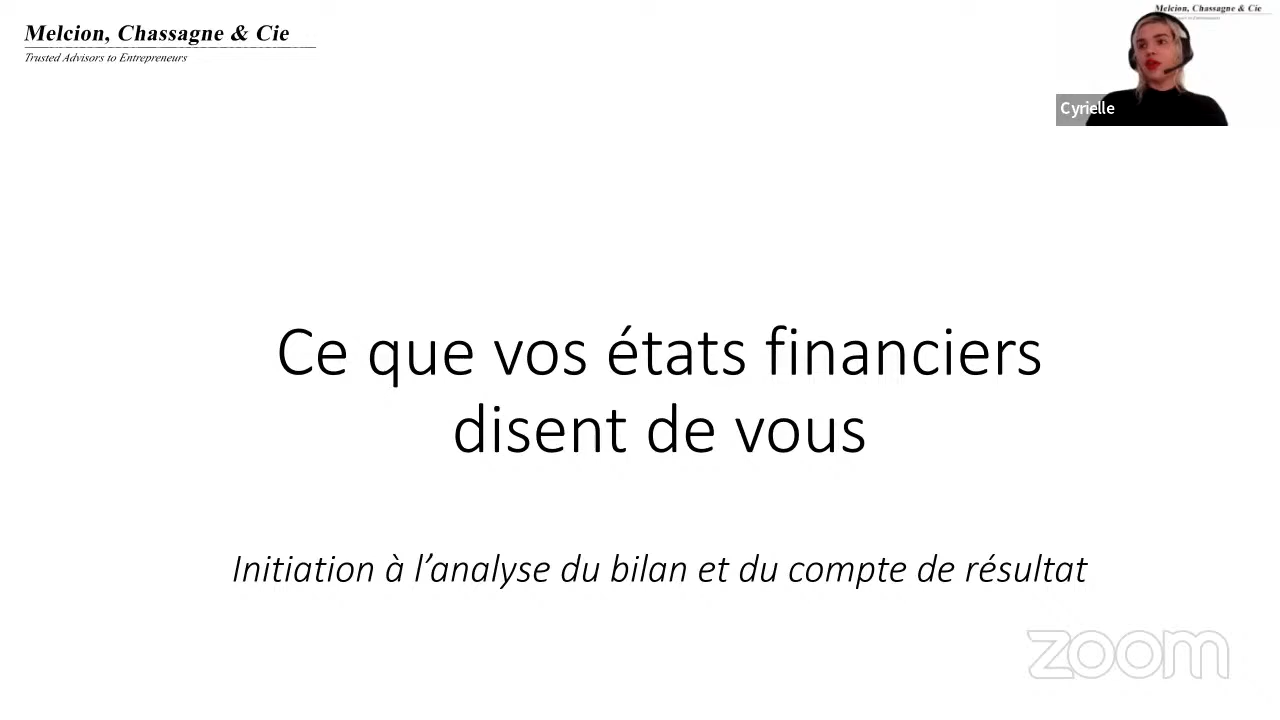 Melcion, Chassagne & Cie
Trusted Advisors to Entrepreneurs
Melcion, Chassagne & Cie
Cyrielle
Ce que vos états financiers
disent de vous
Initiation à l’analyse du bilan et du compte de résultat
zoom